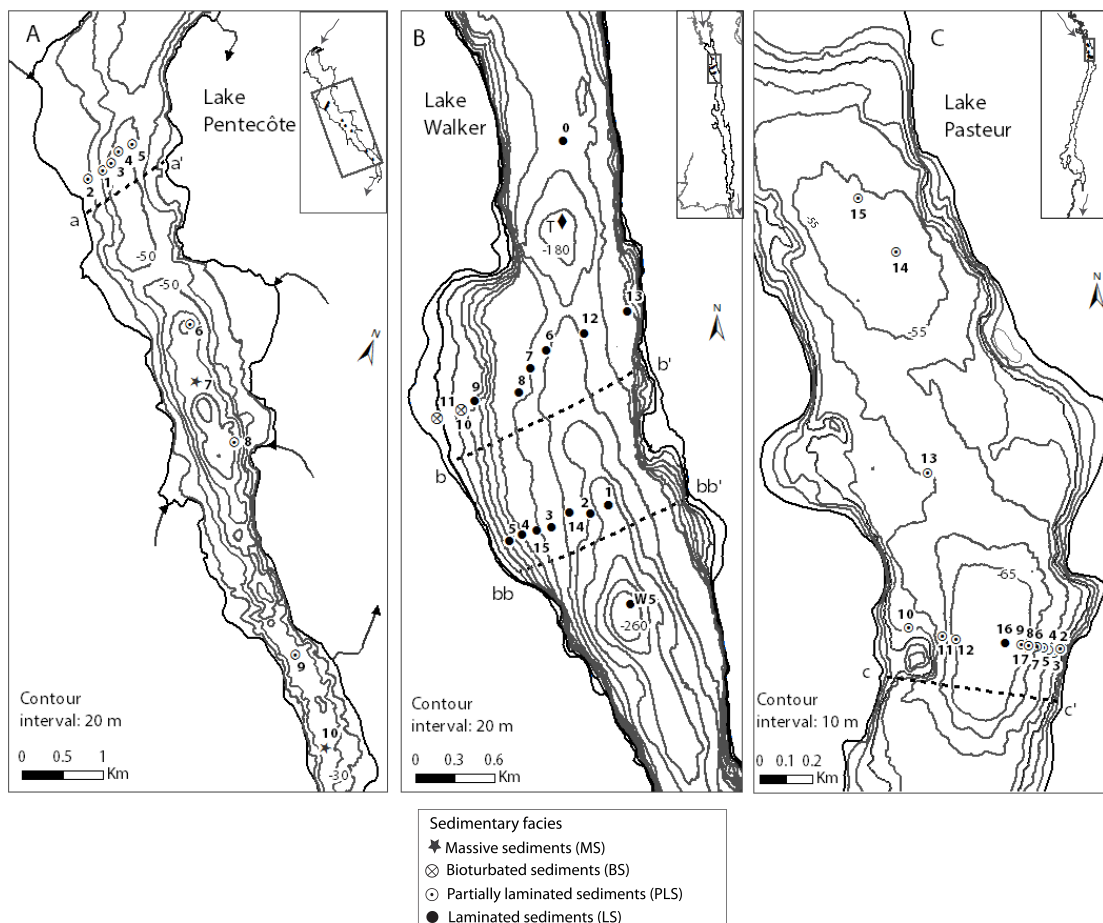 A
Lake
Pentecôte
N
5
4
3
1
2
a'
a
-50
-50
6
7
8
9
10
-30
Contour
interval: 20 m
0 0.5 1
Km
B
Lake
Walker
N
0
T
-180
13
12
6
7
8
9
11
10
b'
b
bb'
1
2
14
3
4
5
15
bb
W5
-260
Contour
interval: 20 m
0 0.3 0.6
Km
C
Lake
Pasteur
N
15
-55
14
-55
13
-65
10
11 12
16 9 8 6 4 2
17 7 5 3
c
c'
Contour
interval: 10 m
0 0.1 0.2
Km
Sedimentary facies
Massive sediments (MS)
Bioturbated sediments (BS)
Partially laminated sediments (PLS)
Laminated sediments (LS)